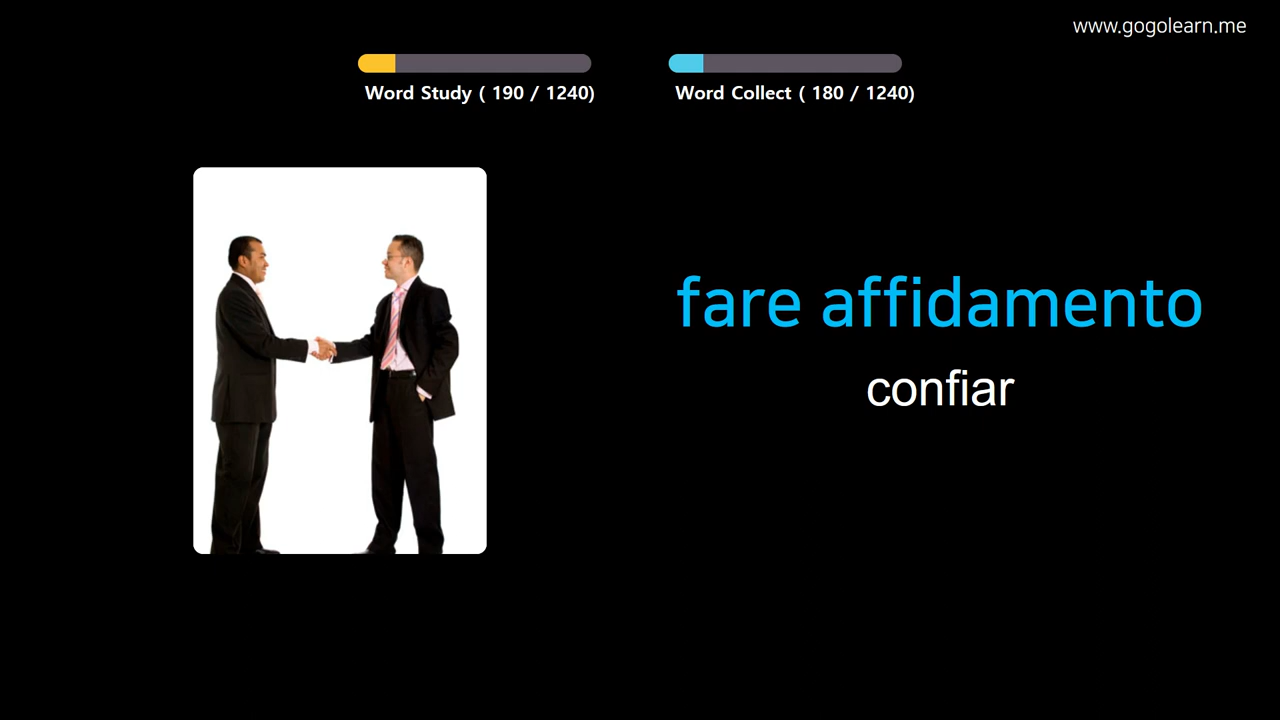 www.gogolearn.me
Word Study ( 190 / 1240)
Word Collect ( 180 / 1240)
fare affidamento
confiar